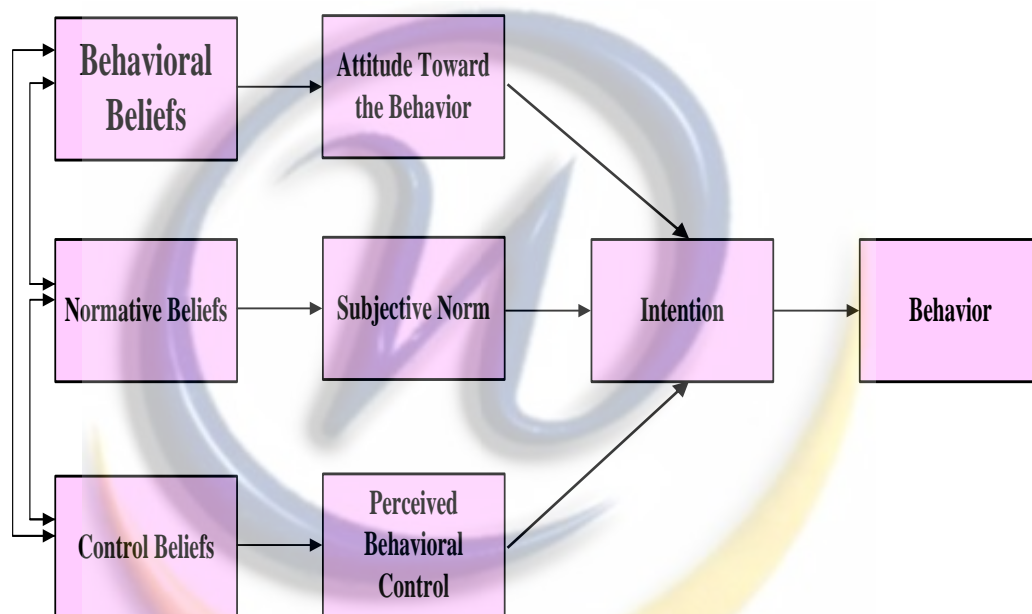 Behavioral
Beliefs
Attitude Toward
the Behavior
Normative Beliefs
Subjective Norm
Intention
Behavior
Control Beliefs
Perceived
Behavioral
Control